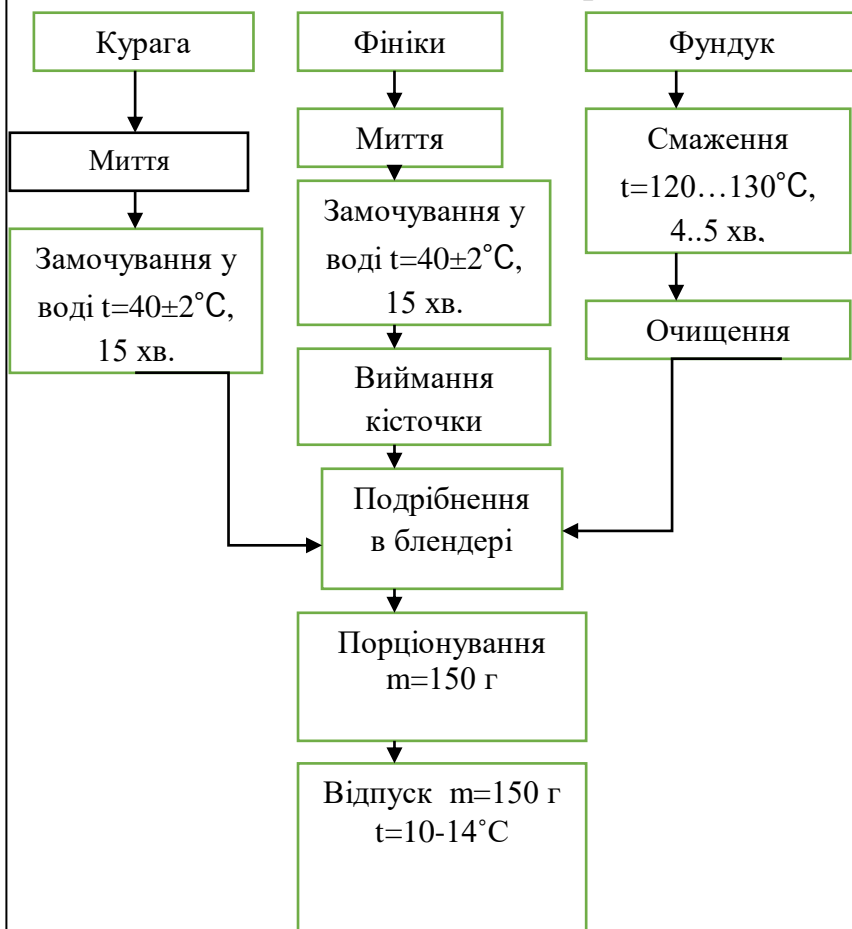 Курага
Фініки
Фундук
Миття
Миття
Смаження
t=120…130°C,
4..5 хв,
Замочування у
воді t=40±2°C,
15 хв.
Замочування у
воді t=40±2°C,
15 хв.
Очищення
Виймання
кісточки
Подрібнення
в блендері
Порціонування
m=150 г
Відпуск m=150 г
t=10-14˚C